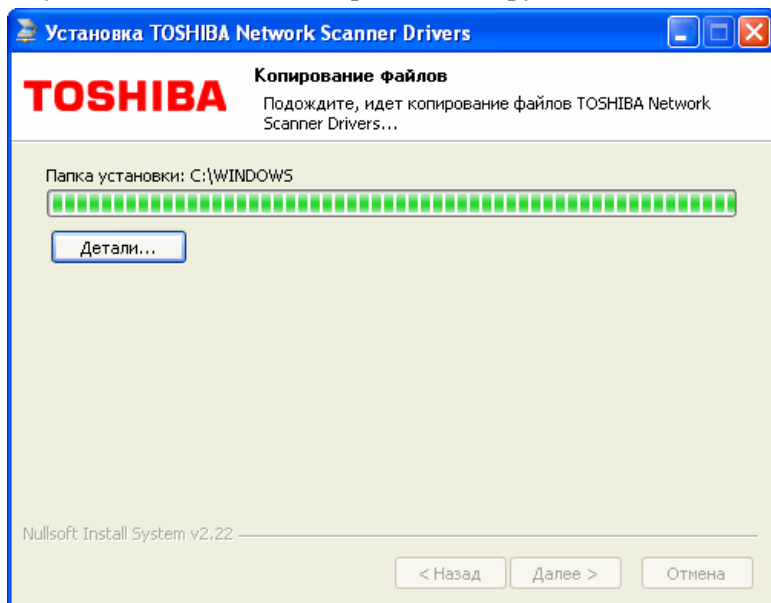 Установка TOSHIBA Network Scanner Drivers
TOSHIBA
Копирование файлов
Подождите, идет копирование файлов TOSHIBA Network
Scanner Drivers...
Папка установки: C:\WINDOWS
Детали...
Nullsoft Install System v2.22
< Назад
Далее >
Отмена